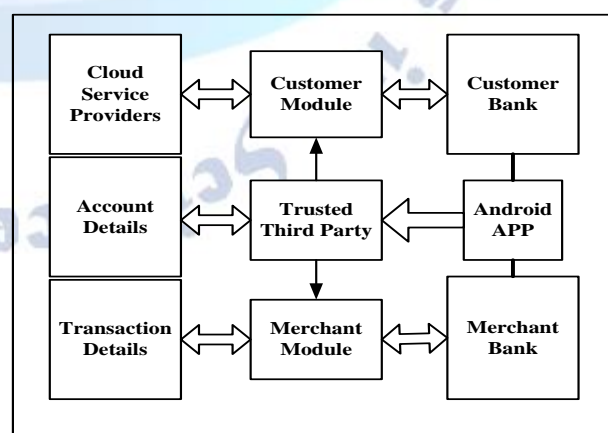 Cloud
Service
Providers
Customer
Module
Customer
Bank
Account
Details
Trusted
Third Party
Android
APP
Transaction
Details
Merchant
Module
Merchant
Bank